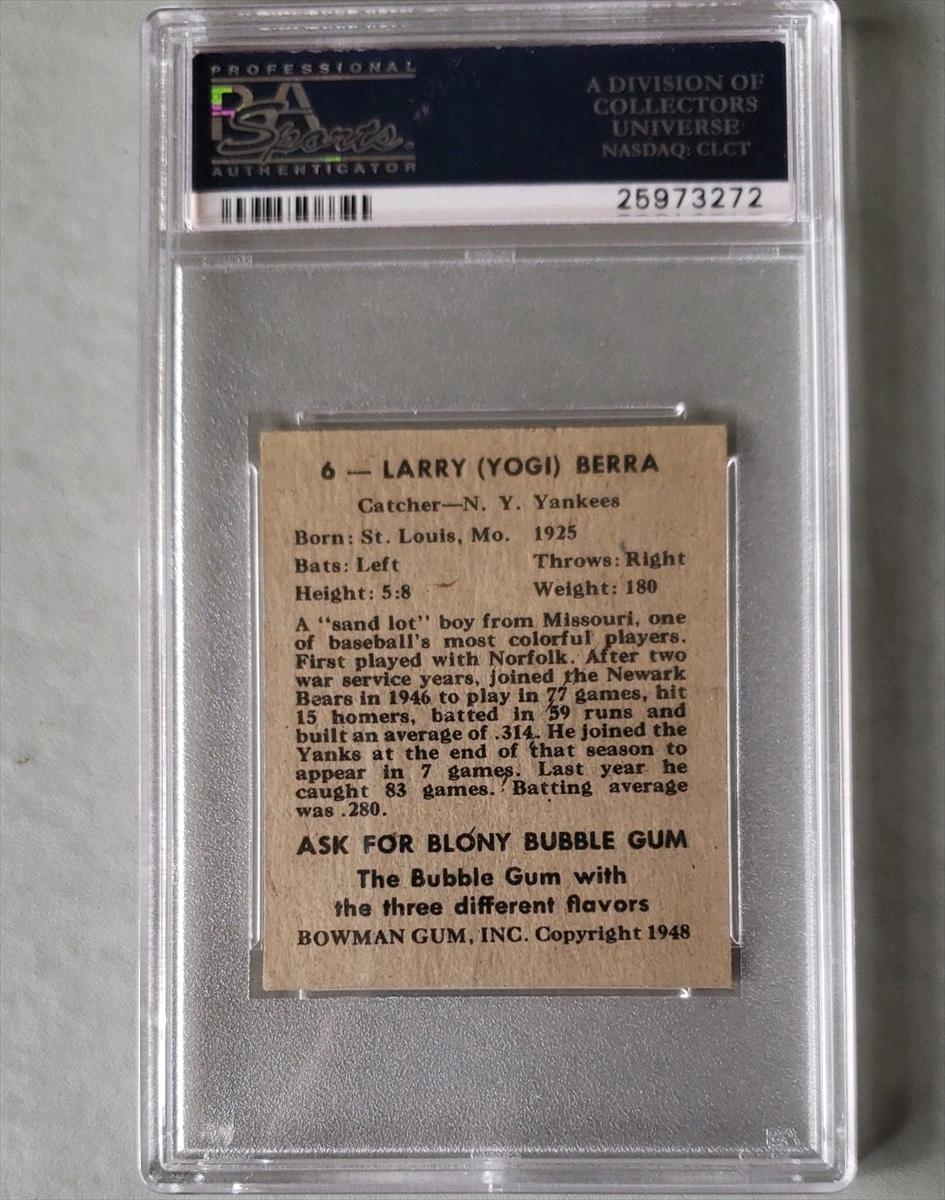 PROFESSIONAL
PSA
Sports
AUTHENTICATOR
A DIVISION OF
COLLECTORS
UNIVERSE
NASDAQ: CLCT
25973272
6 — LARRY (YOGI) BERRA
Catcher—N. Y. Yankees
Born: St. Louis, Mo. 1925
Bats: Left Throws: Right
Height: 5:8 Weight: 180
A "sand lot" boy from Missouri, one
of baseball's most colorful players.
First played with Norfolk. After two
war service years, joined the Newark
Bears in 1946 to play in 77 games, hit
15 homers, batted in 59 runs and
built an average of .314. He joined the
Yanks at the end of that season to
appear in 7 games. Last year he
caught 83 games. Batting average
was .280.
ASK FOR BLONY BUBBLE GUM
The Bubble Gum with
the three different flavors
BOWMAN GUM, INC. Copyright 1948